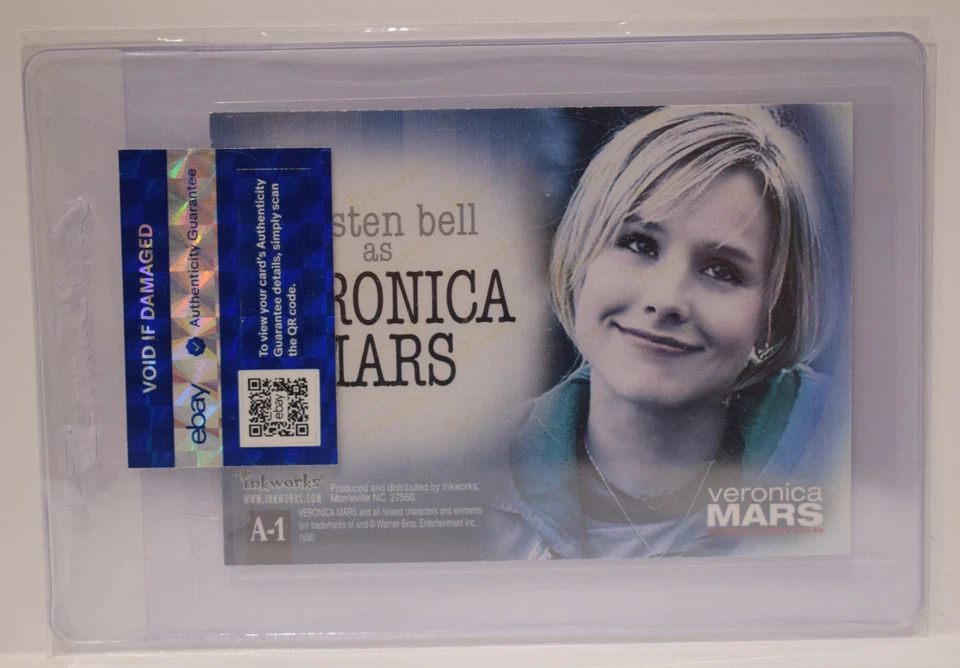 VOID IF DAMAGED
ebay Authenticity Guarantee
To view your card's Authenticity
Guarantee details, simply scan
the QR code.
ebay
sten bell
as
RONICA
MARS
inkworks
WWW.INKWORKS.COM
Produced and distributed by Inkworks,
Morrisville NC, 27560.
A-1
VERONICA MARS and all related characters and elements
are trademarks of and © Warner Bros. Entertainment Inc.
(s06)
veronica
MARS